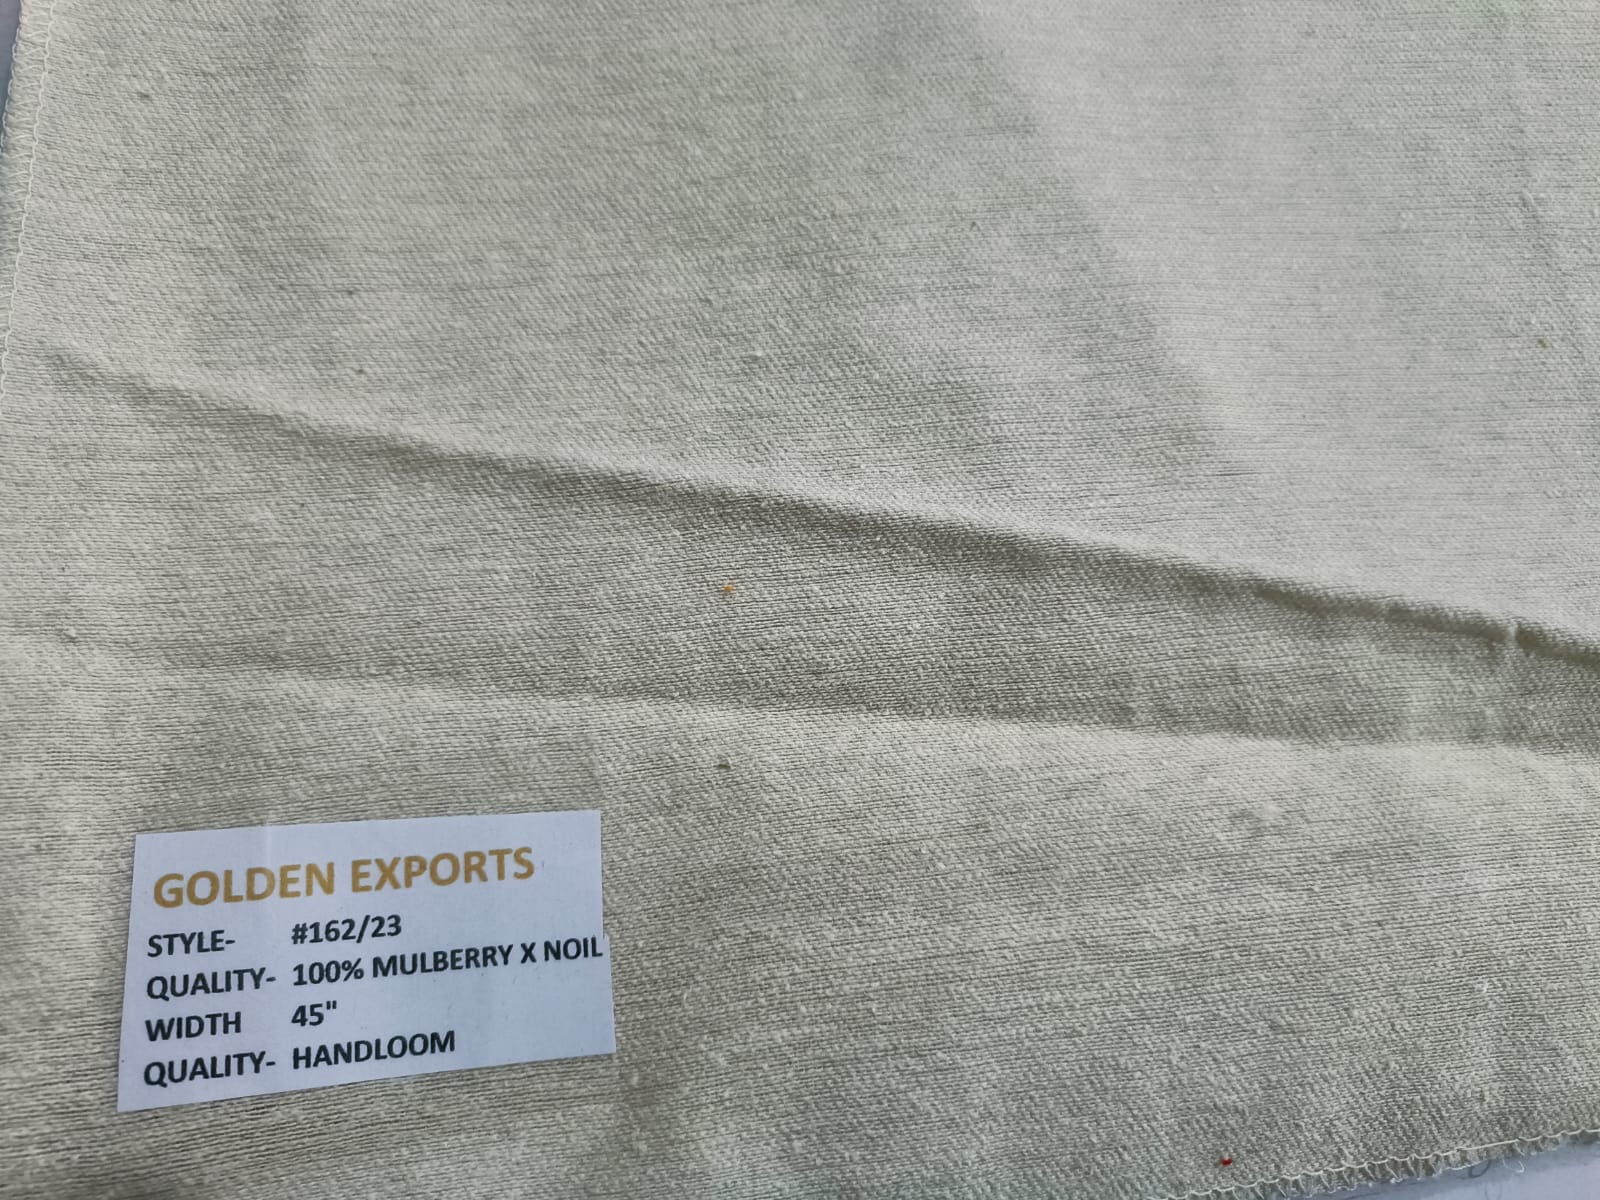 GOLDEN EXPORTS
STYLE- #162/23
QUALITY- 100% MULBERRY X NOIL
WIDTH 45"
QUALITY- HANDLOOM